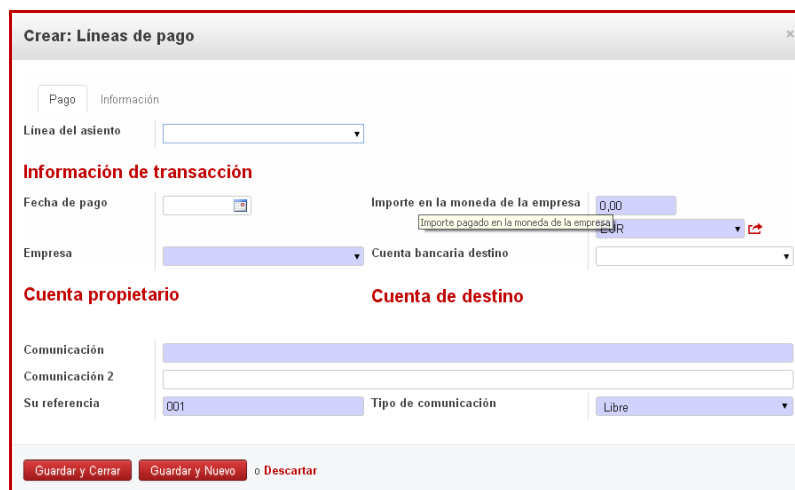 Crear: Líneas de pago ×
Pago Información
Línea del asiento
Información de transacción
Fecha de pago Importe en la moneda de la empresa 0,00
Importe pagado en la moneda de la empresa
EUR
Empresa Cuenta bancaria destino
Cuenta propietario Cuenta de destino
Comunicación
Comunicación 2
Su referencia 001 Tipo de comunicación Libre
Guardar y Cerrar Guardar y Nuevo o Descartar